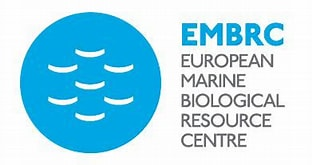 EMBRC
EUROPEAN
MARINE
BIOLOGICAL
RESOURCE
CENTRE